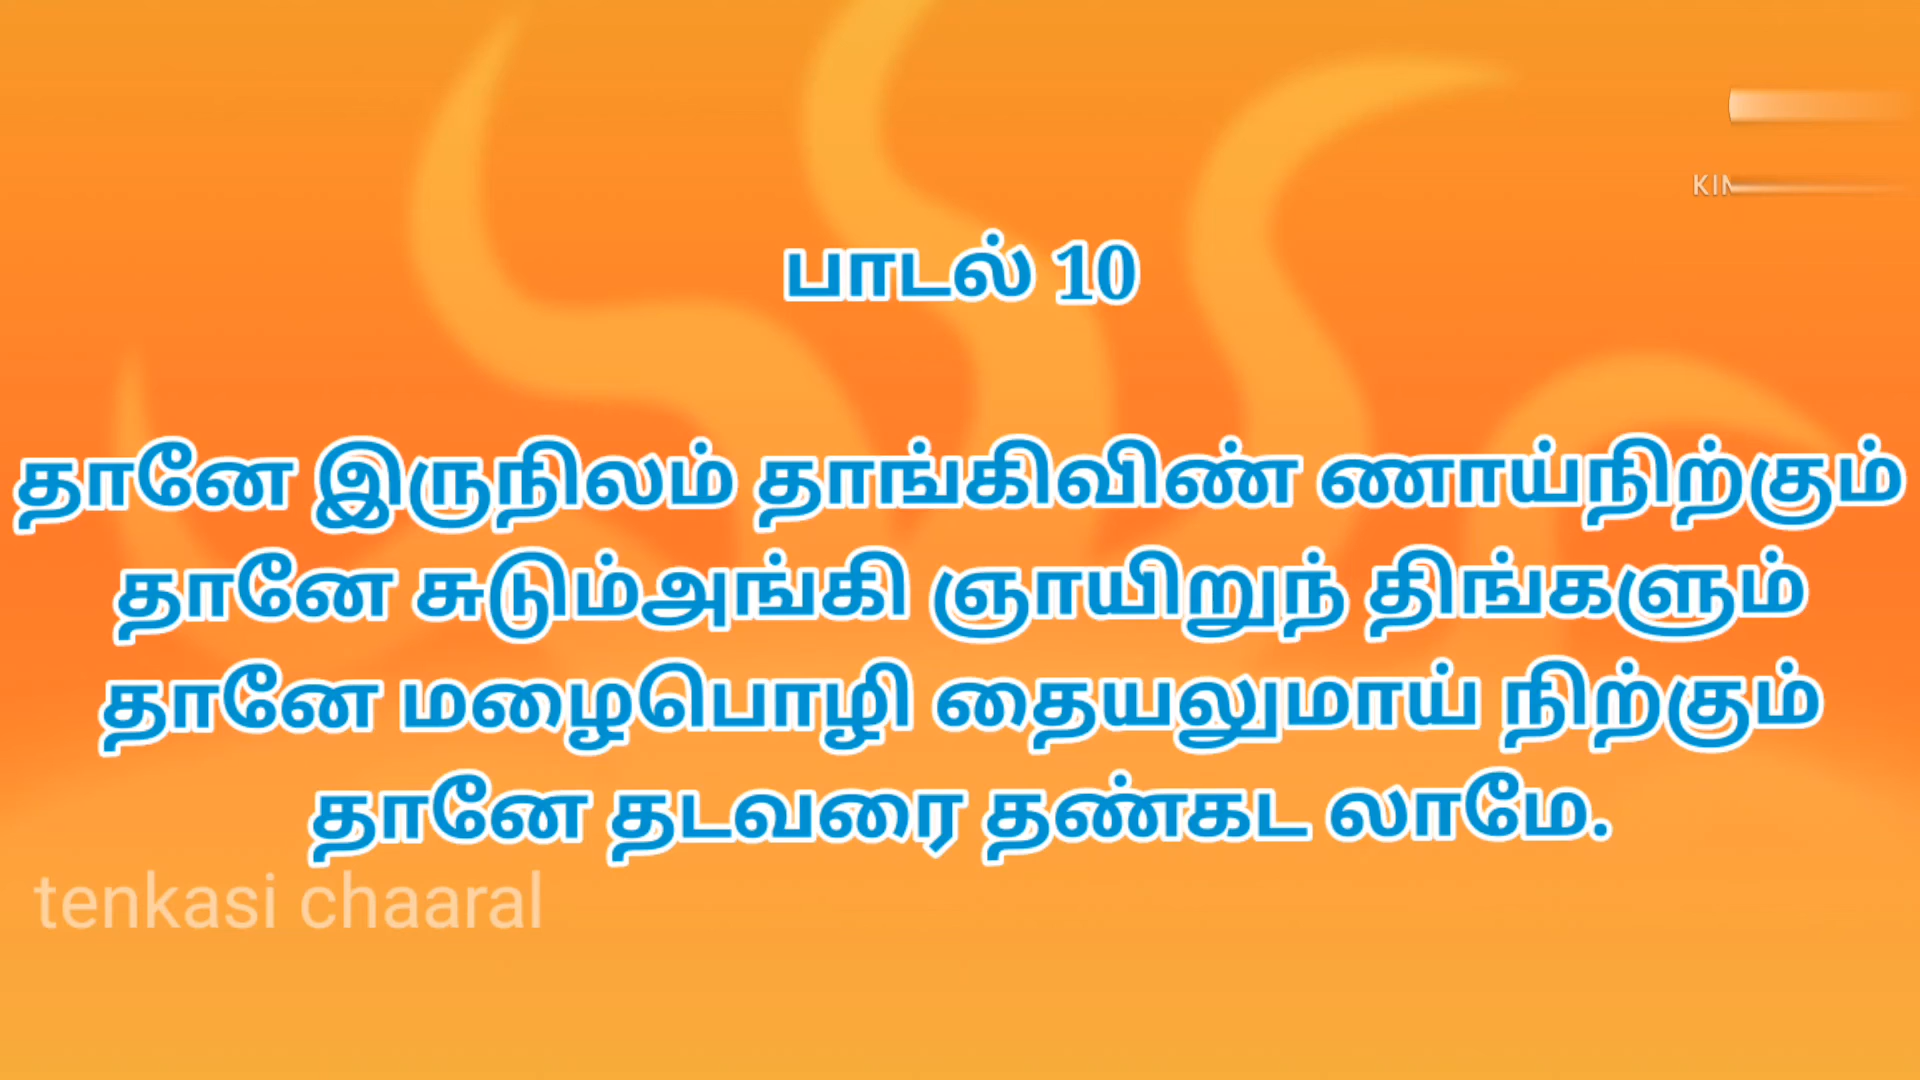 பாடல் 10
தானே இருநிலம் தாங்கிவிண் ணாய்நிற்கும்
தானே சுடும்அங்கி ஞாயிறுந் திங்களும்
தானே மழைபொழி தையலுமாய் நிற்கும்
தானே தடவரை தண்கட லாமே.
tenkasi chaaral